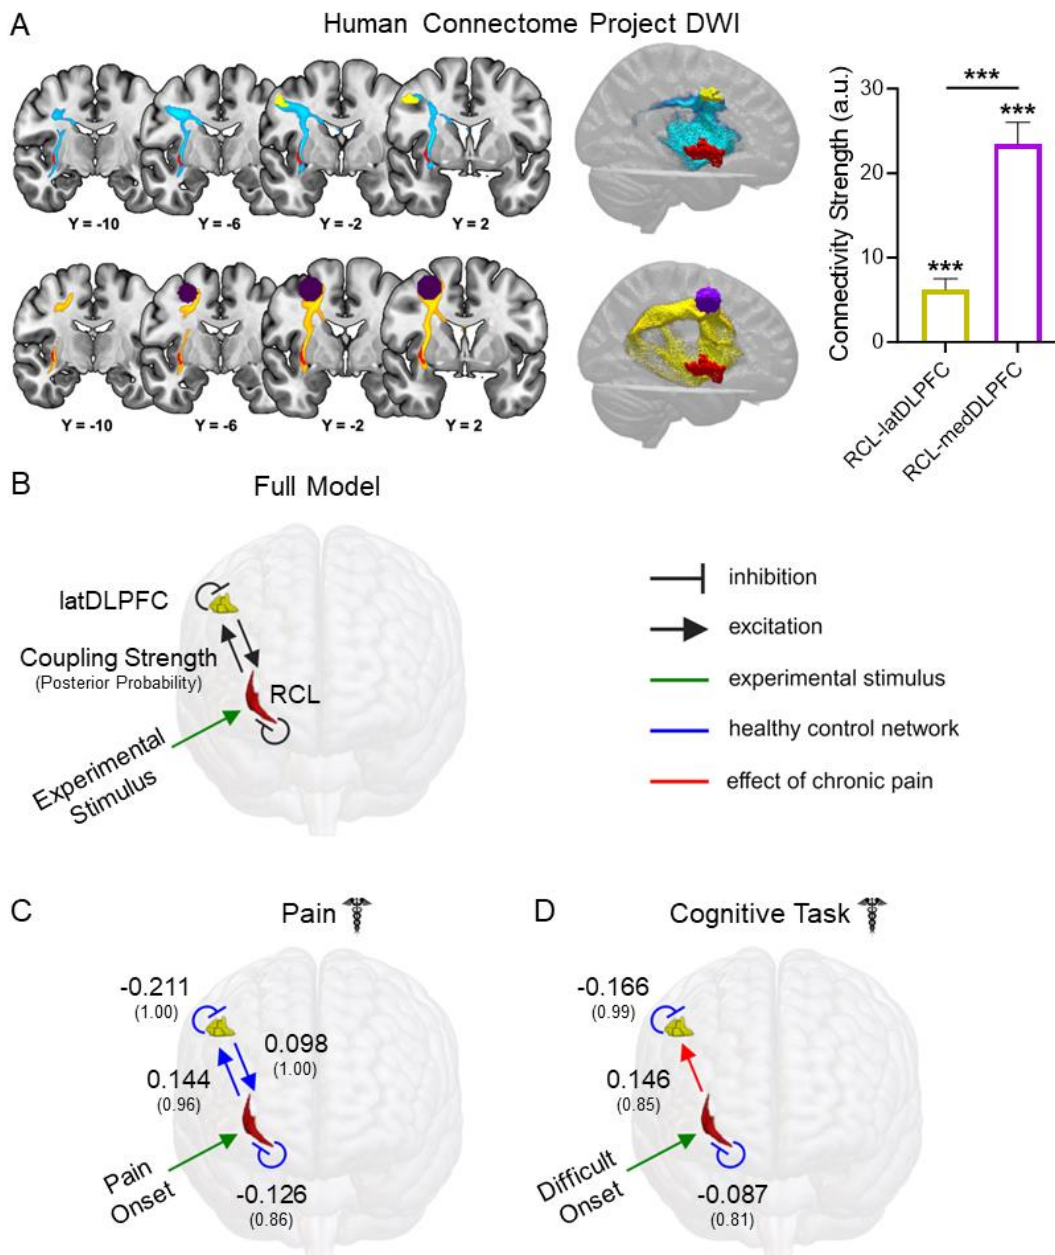 A
Human Connectome Project DWI
Y = -10
Y = -6
Y = -2
Y = 2
Y = -10
Y = -6
Y = -2
Y = 2
Connectivity Strength (a.u.)
30
20
10
0
***
***
***
RCL-latDLPFC
RCL-medDLPFC
B
Full Model
latDLPFC
Coupling Strength
(Posterior Probability)
RCL
Experimental
Stimulus
inhibition
excitation
experimental stimulus
healthy control network
effect of chronic pain
C
Pain
-0.211
(1.00)
0.098
(1.00)
0.144
(0.96)
Pain
Onset
-0.126
(0.86)
D
Cognitive Task
-0.166
(0.99)
0.146
(0.85)
Difficult
Onset
-0.087
(0.81)